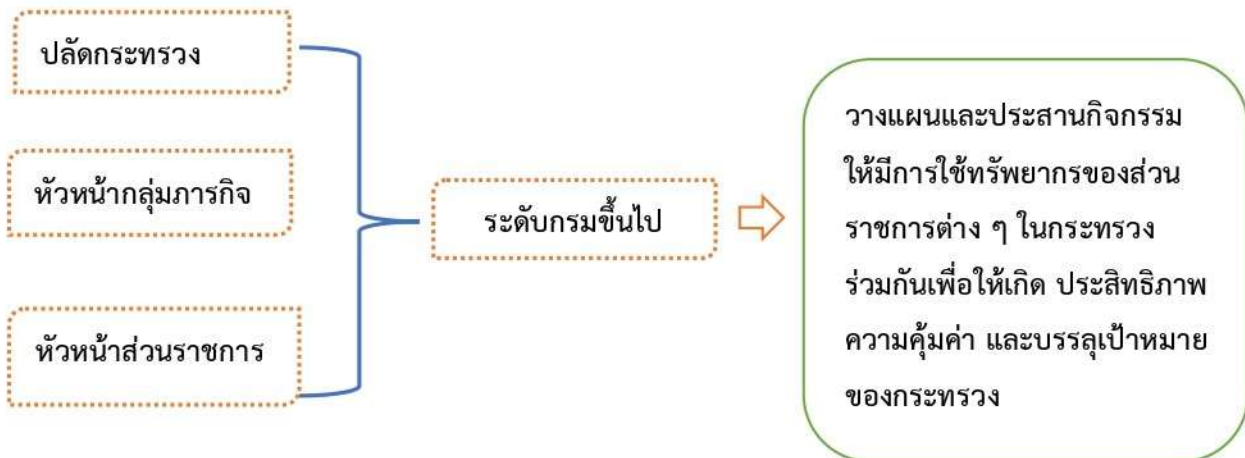 ปลัดกระทรวง
หัวหน้ากลุ่มภารกิจ
หัวหน้าส่วนราชการ
ระดับกรมขึ้นไป
วางแผนและประสานกิจกรรม
ให้มีการใช้ทรัพยากรของส่วน
ราชการต่าง ๆ ในกระทรวง
ร่วมกันเพื่อให้เกิด ประสิทธิภาพ
ความคุ้มค่า และบรรลุเป้าหมาย
ของกระทรวง